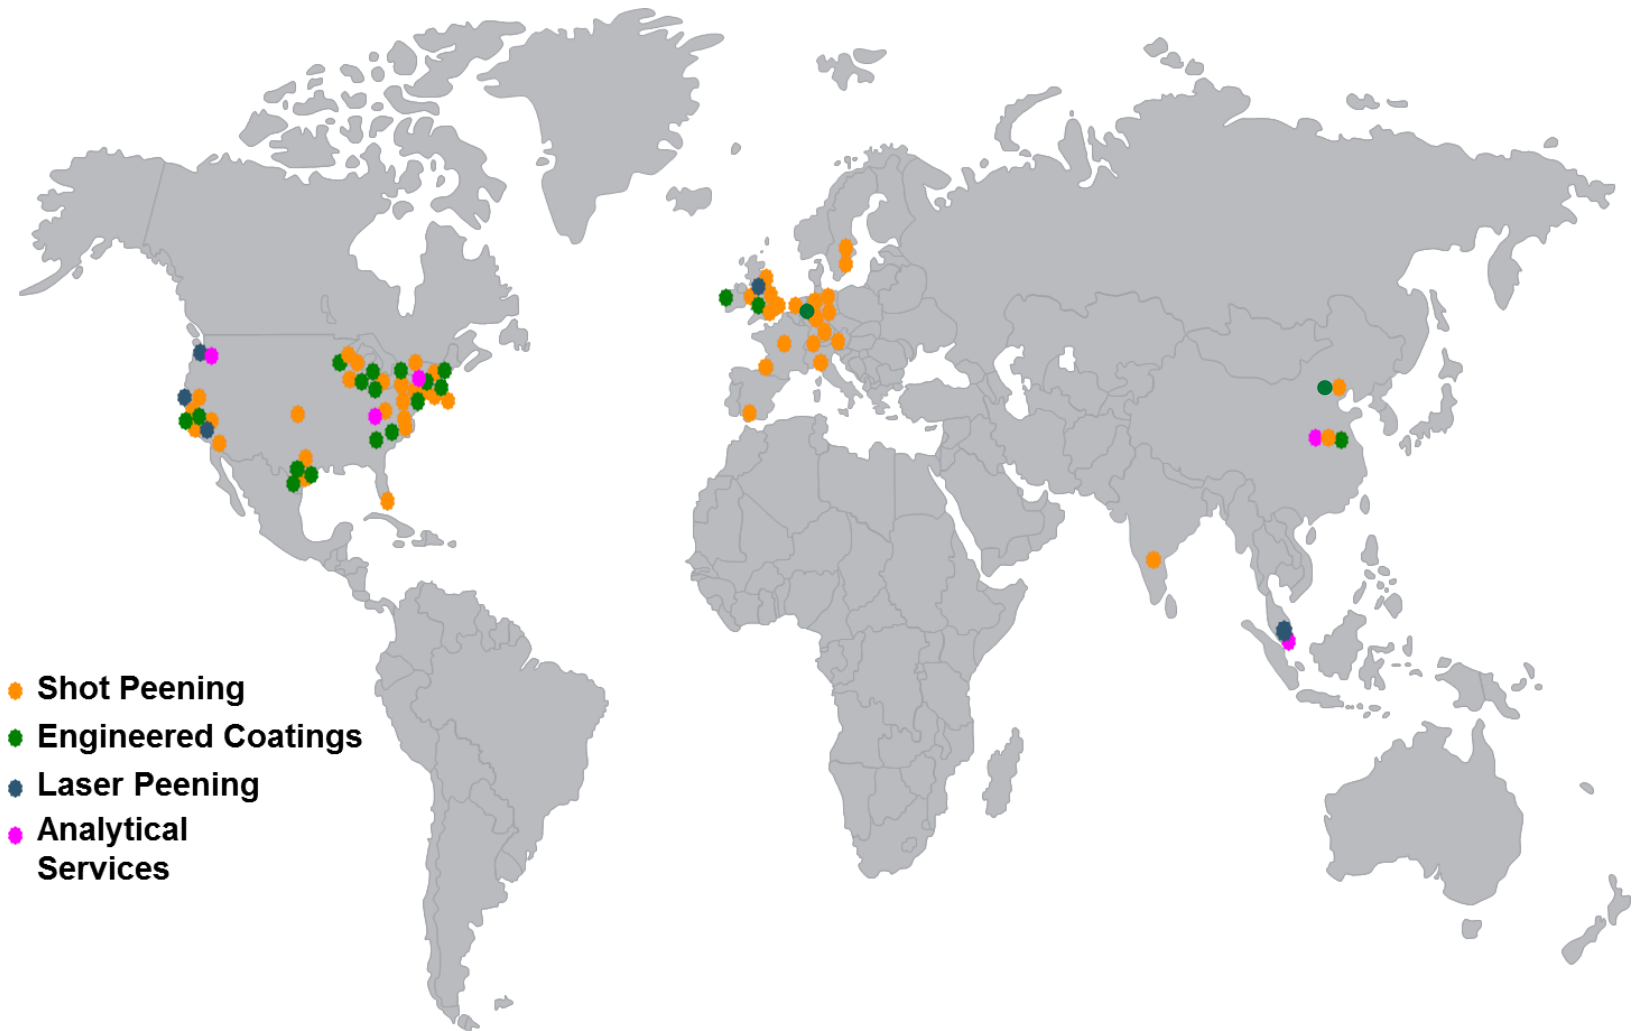 Shot Peening
Engineered Coatings
Laser Peening
Analytical
Services